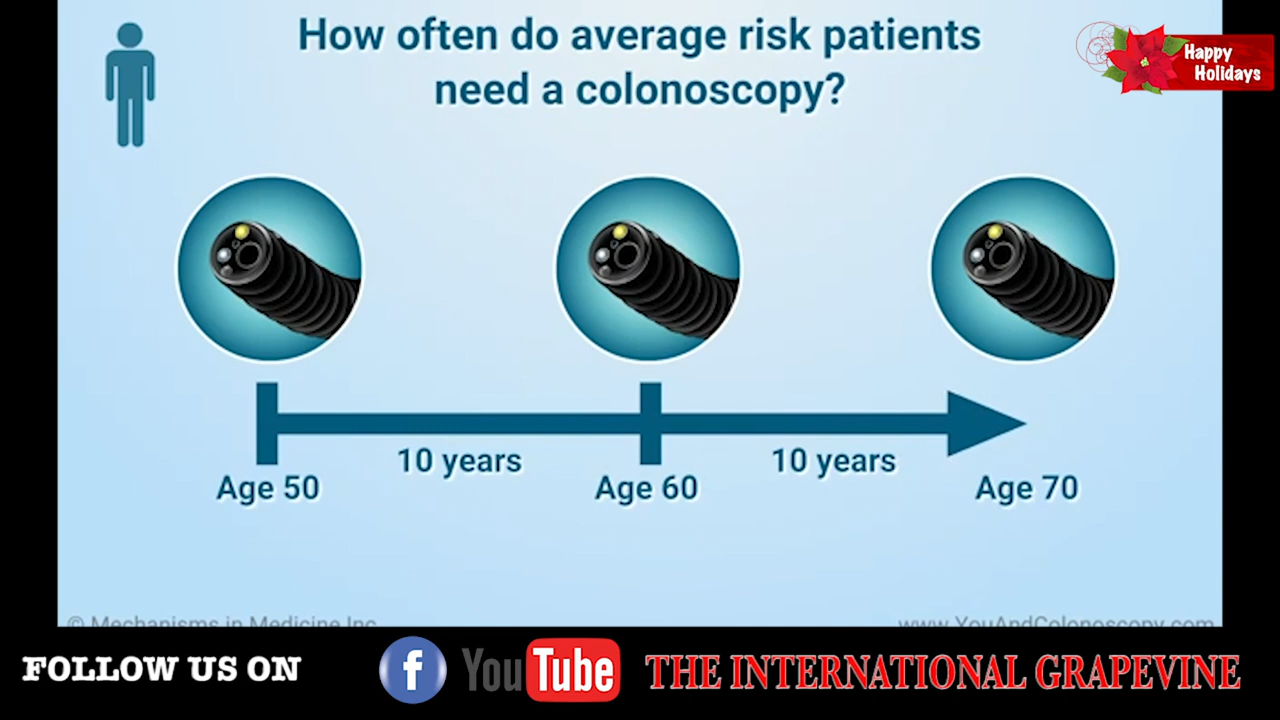 How often do average risk patients
need a colonoscopy?
Happy
Holidays
10 years
10 years
Age 50
Age 60
Age 70
© Mechanisms in Medicine Inc
www.YouAndColonoscopy.com
FOLLOW US ON
f
YouTube
THE INTERNATIONAL GRAPEVINE